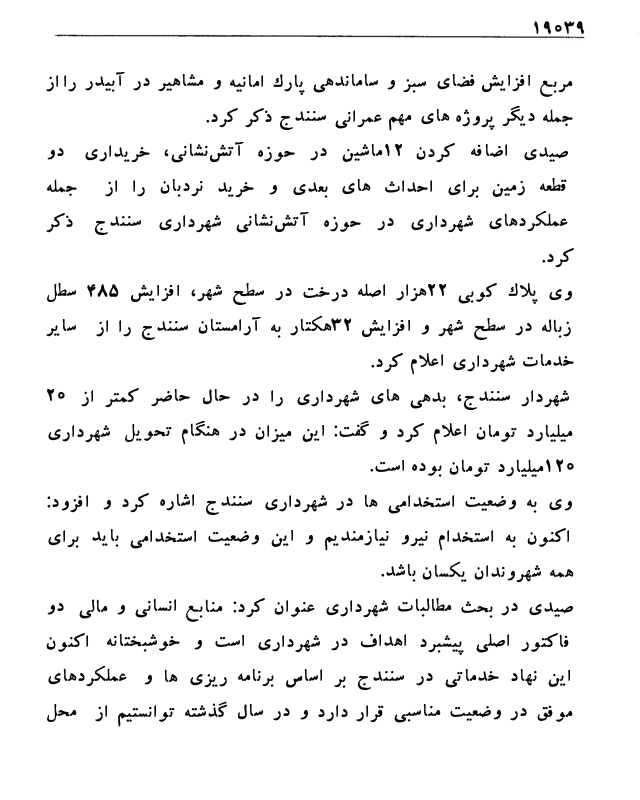 ۱۹۰۳۹
مربع افزایش فضای سبز و ساماندهی پارك امانیه و مشاهیر در آبیدر را از
جمله دیگر پروژه های مهم عمرانی سنندج ذکر کرد.
صیدی اضافه کردن ۱۲ماشین در حوزه آتش‌نشانی، خریداری دو
قطعه زمین برای احداث های بعدی و خرید نردبان را از جمله
عملکردهای شهرداری در حوزه آتش‌نشانی شهرداری سنندج ذکر
کرد.
وی پلاك کوبی ۲۲هزار اصله درخت در سطح شهر، افزایش ۴۸۵ سطل
زباله در سطح شهر و افزایش ۳۲هکتار به آرامستان سنندج را از سایر
خدمات شهرداری اعلام کرد.
شهردار سنندج، بدهی های شهرداری را در حال حاضر کمتر از ۲۰
میلیارد تومان اعلام کرد و گفت: این میزان در هنگام تحویل شهرداری
۱۲۰میلیارد تومان بوده است.
وی به وضعیت استخدامی ها در شهرداری سنندج اشاره کرد و افزود:
اکنون به استخدام نیرو نیازمندیم و این وضعیت استخدامی باید برای
همه شهروندان یکسان باشد.
صیدی در بحث مطالبات شهرداری عنوان کرد: منابع انسانی و مالی دو
فاکتور اصلی پیشبرد اهداف در شهرداری است و خوشبختانه اکنون
این نهاد خدماتی در سنندج بر اساس برنامه ریزی ها و عملکردهای
موفق در وضعیت مناسبی قرار دارد و در سال گذشته توانستیم از محل